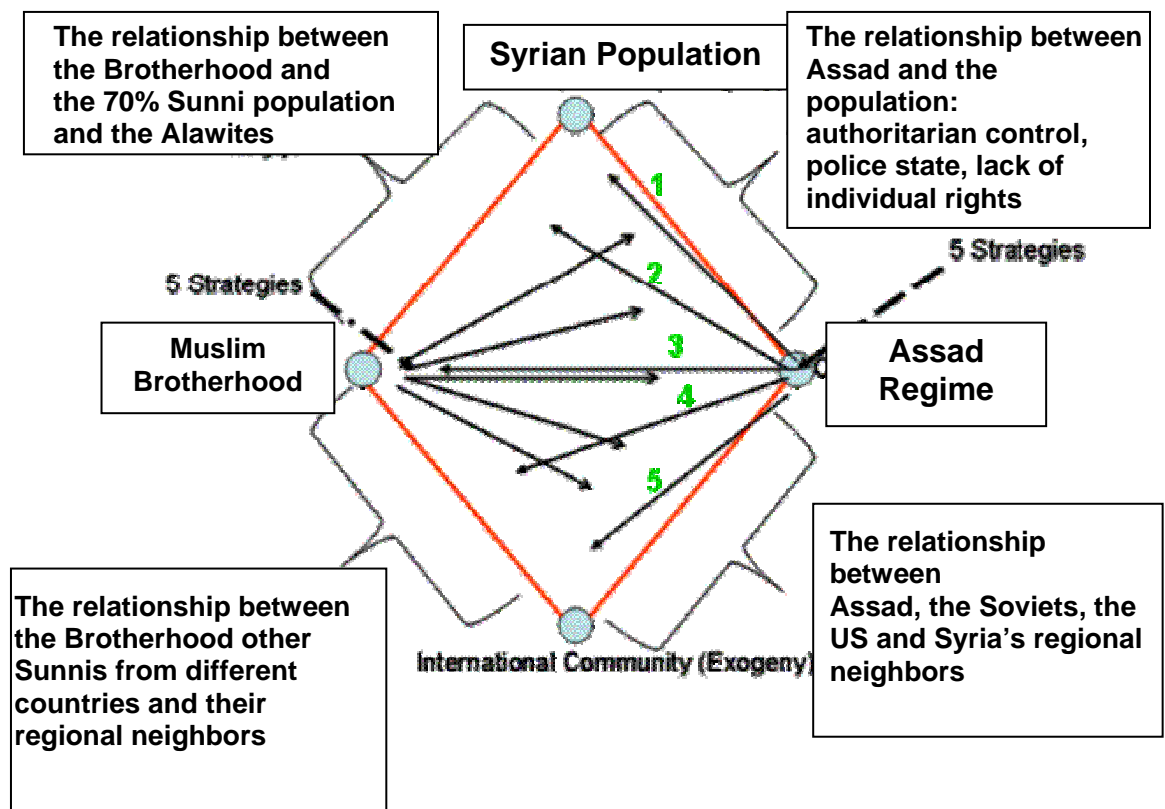 The relationship between
the Brotherhood and
the 70% Sunni population
and the Alawites
Syrian Population
The relationship between
Assad and the
population:
authoritarian control,
police state, lack of
individual rights
1
2
3
4
5
5 Strategies
5 Strategies
Muslim
Brotherhood
Assad
Regime
The relationship between
the Brotherhood other
Sunnis from different
countries and their
regional neighbors
International Community (Exogeny)
The relationship
between
Assad, the Soviets, the
US and Syria’s regional
neighbors